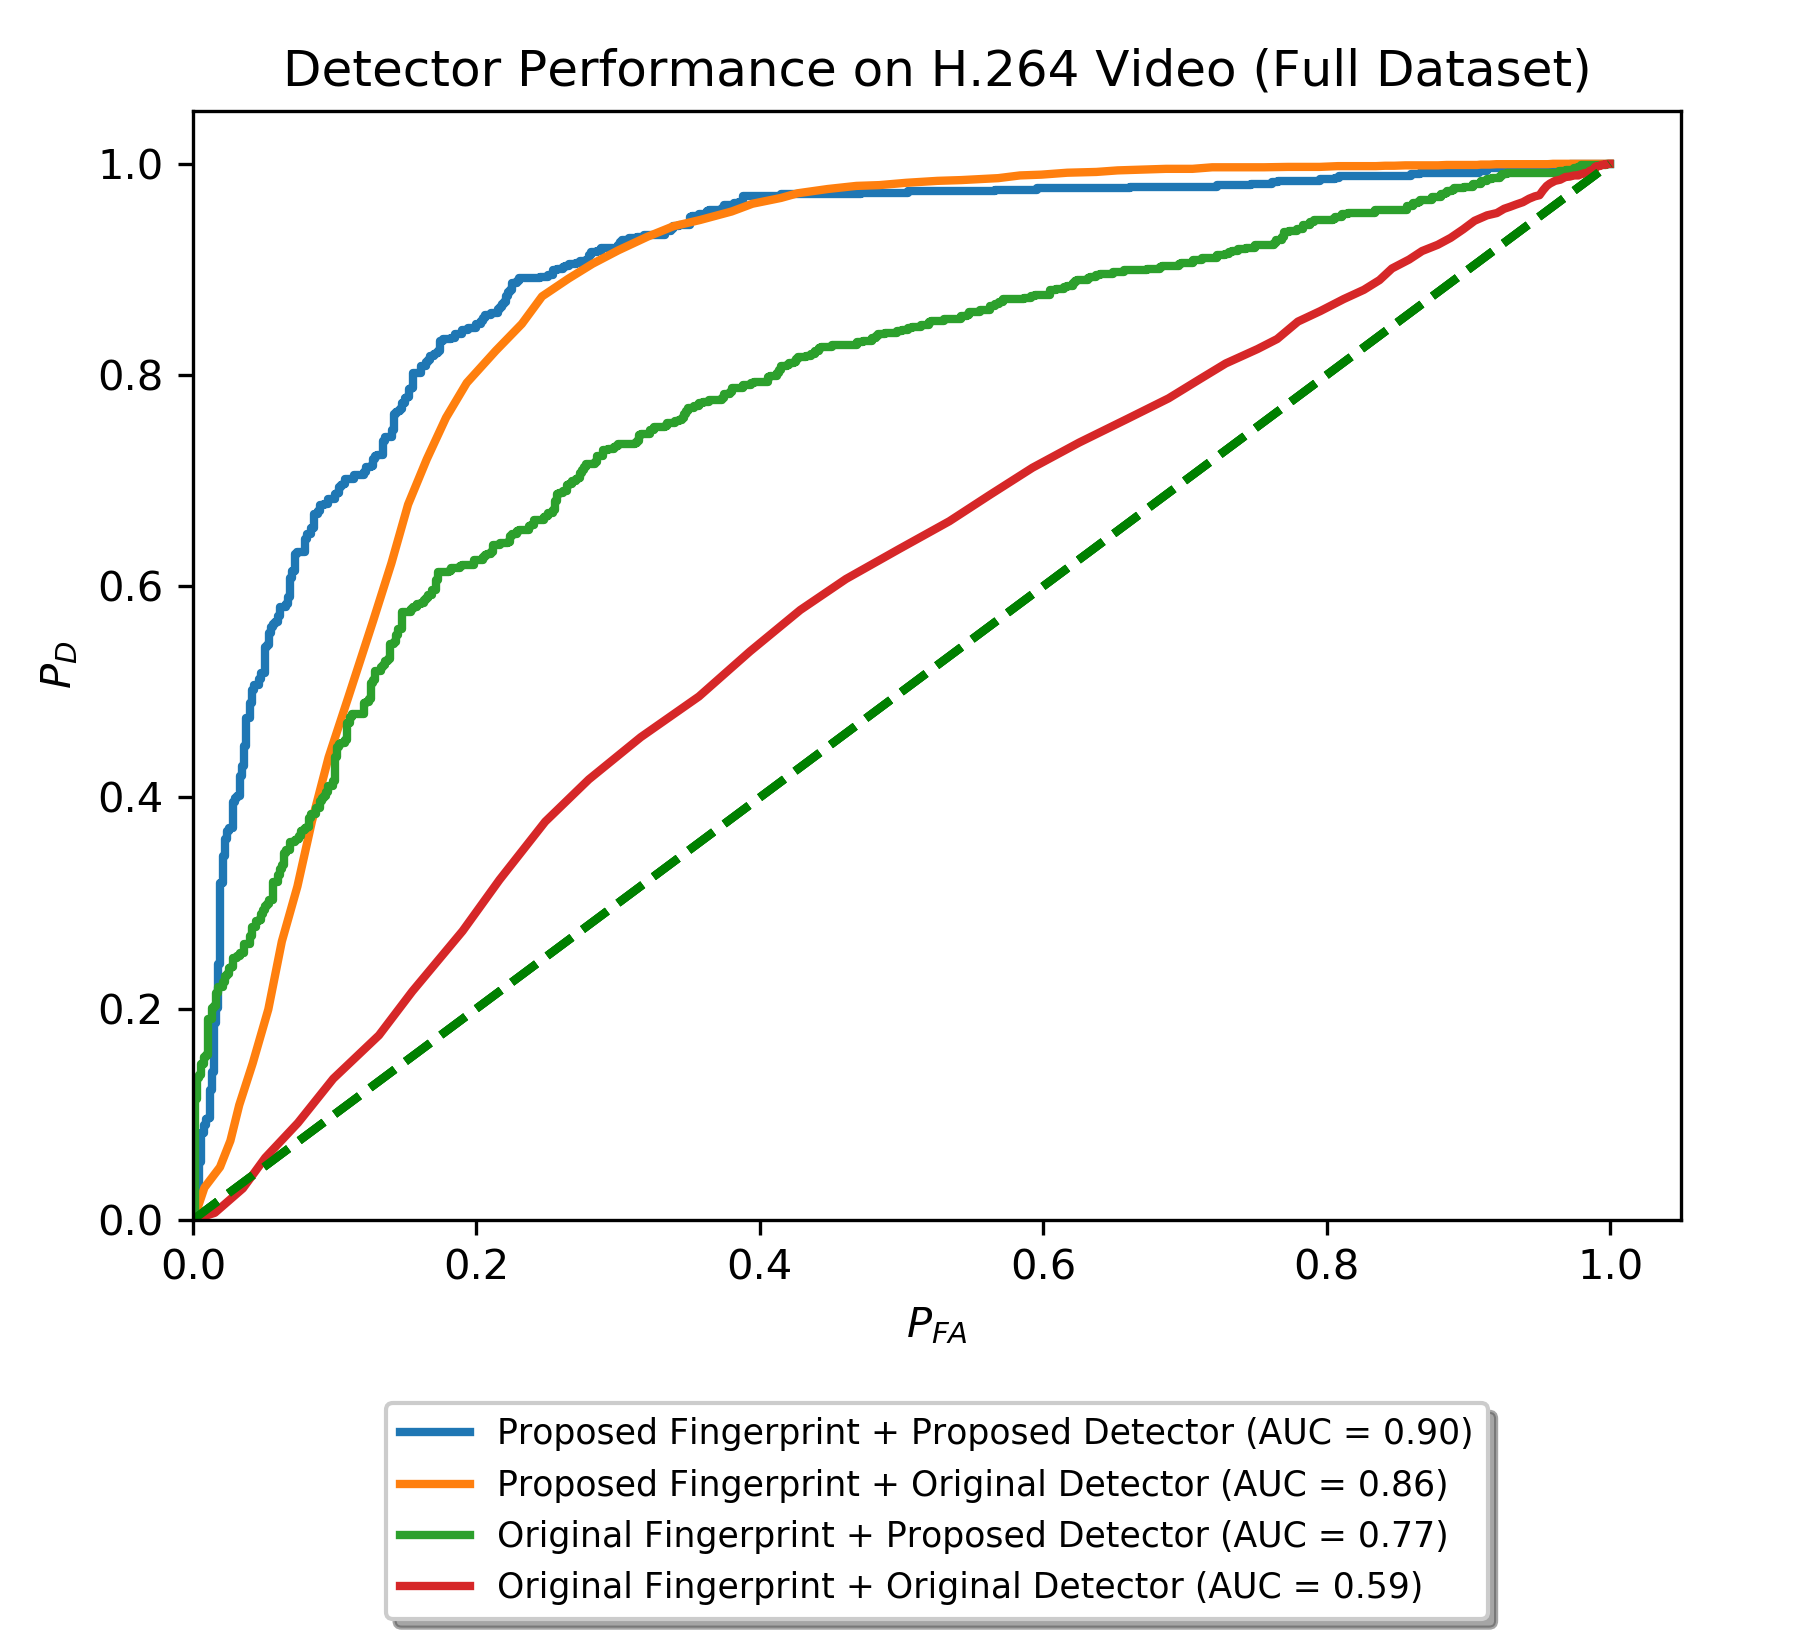 Detector Performance on H.264 Video (Full Dataset)
1.0
0.8
0.6
0.4
0.2
0.0
P_D
0.0 0.2 0.4 0.6 0.8 1.0
P_FA
Proposed Fingerprint + Proposed Detector (AUC = 0.90)
Proposed Fingerprint + Original Detector (AUC = 0.86)
Original Fingerprint + Proposed Detector (AUC = 0.77)
Original Fingerprint + Original Detector (AUC = 0.59)